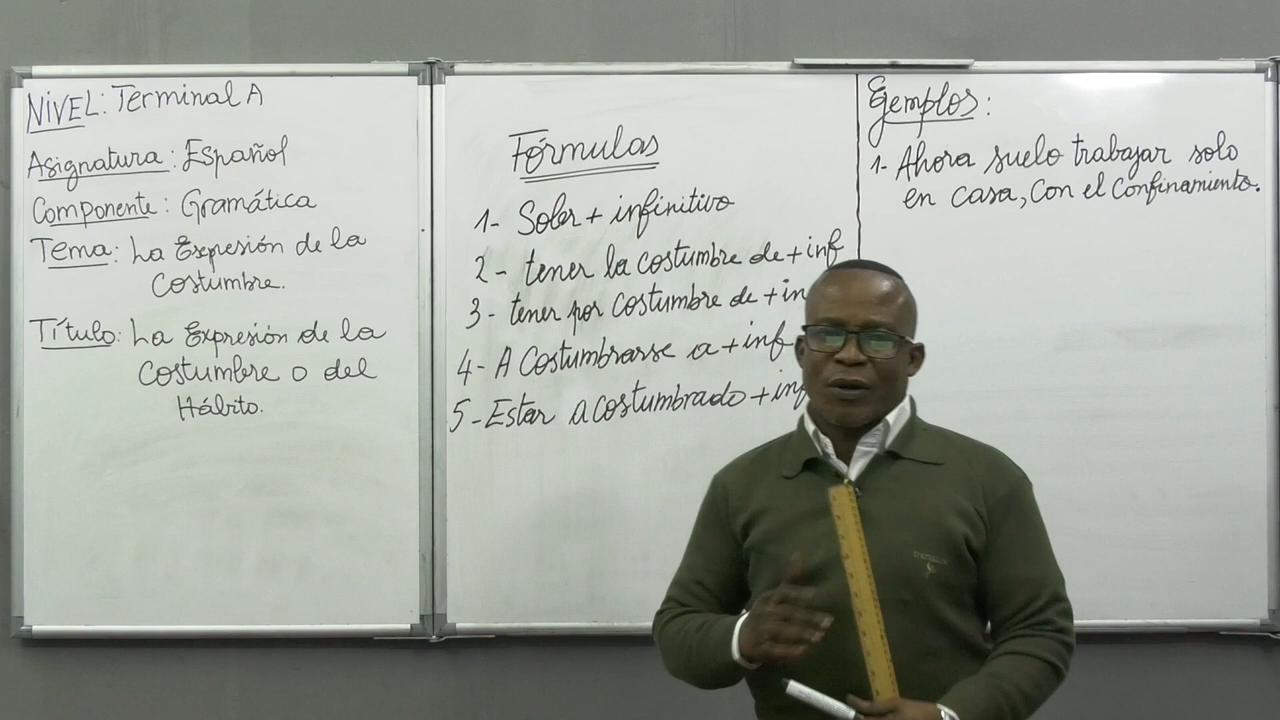 NIVEL: Terminal A
Asignatura: Español
Componente: Gramática
Tema: La Expresión de la
Costumbre.
Título: La Expresión de la
Costumbre o del
Hábito.
Fórmulas
1- Soler + infinitivo
2- tener la costumbre de + inf
3- tener por costumbre de + in
4- A Costumbrarse a + inf
5- Estar acostumbrado + inf
Ejemplos:
1- Ahora suelo trabajar solo
en casa, Con el Confinamiento.